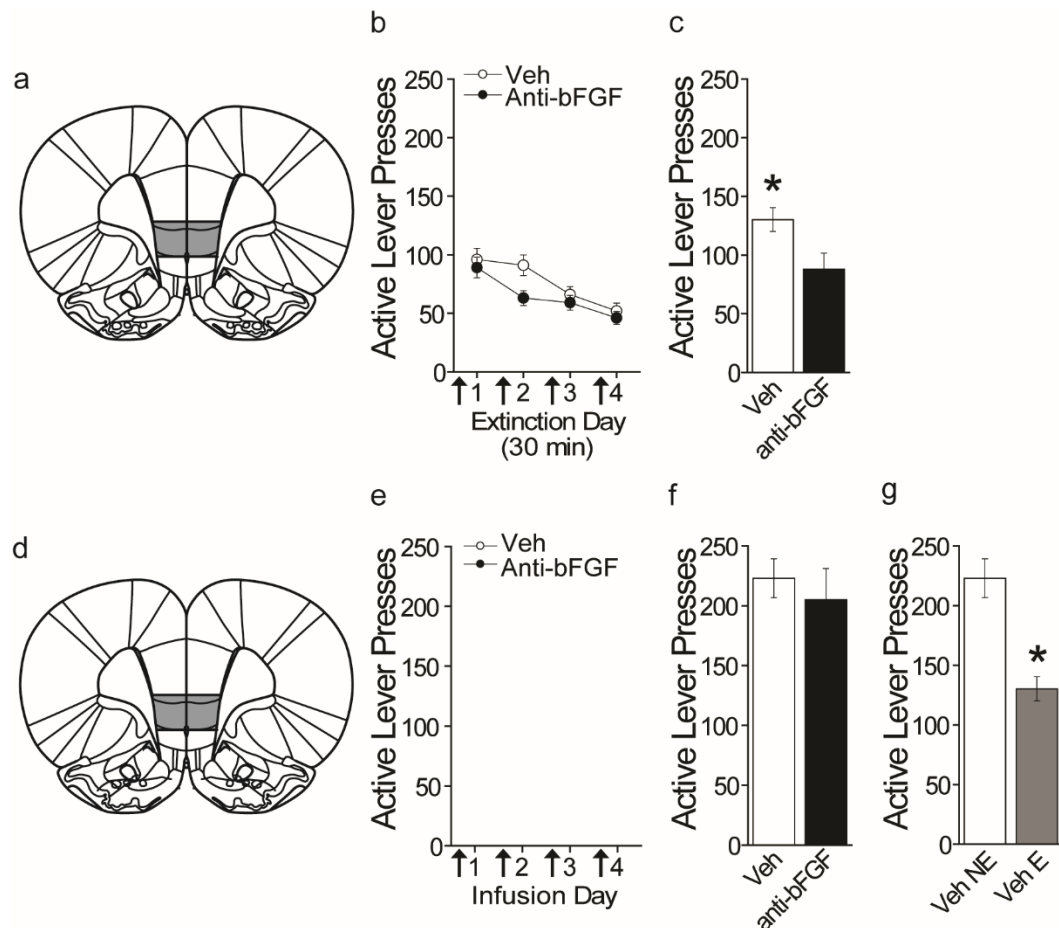 a
b
Veh
Anti-bFGF
Active Lever Presses
250
200
150
100
50
0
1 2 3 4
Extinction Day
(30 min)
c
Active Lever Presses
250
200
150
100
50
0
*
Veh
anti-bFGF
d
e
Veh
Anti-bFGF
Active Lever Presses
250
200
150
100
50
0
1 2 3 4
Infusion Day
f
Active Lever Presses
250
200
150
100
50
0
Veh
anti-bFGF
g
Active Lever Presses
250
200
150
100
50
0
*
Veh NE
Veh E